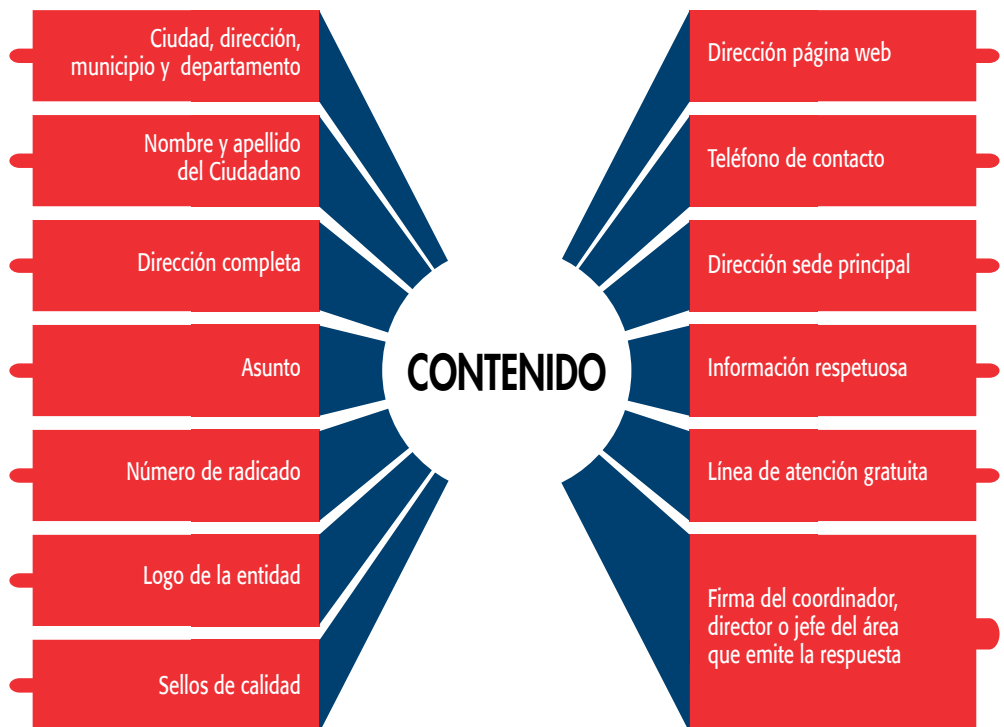 Ciudad, dirección,
municipio y departamento
Nombre y apellido
del Ciudadano
Dirección completa
Asunto
Número de radicado
Logo de la entidad
Sellos de calidad
CONTENIDO
Dirección página web
Teléfono de contacto
Dirección sede principal
Información respetuosa
Línea de atención gratuita
Firma del coordinador,
director o jefe del área
que emite la respuesta